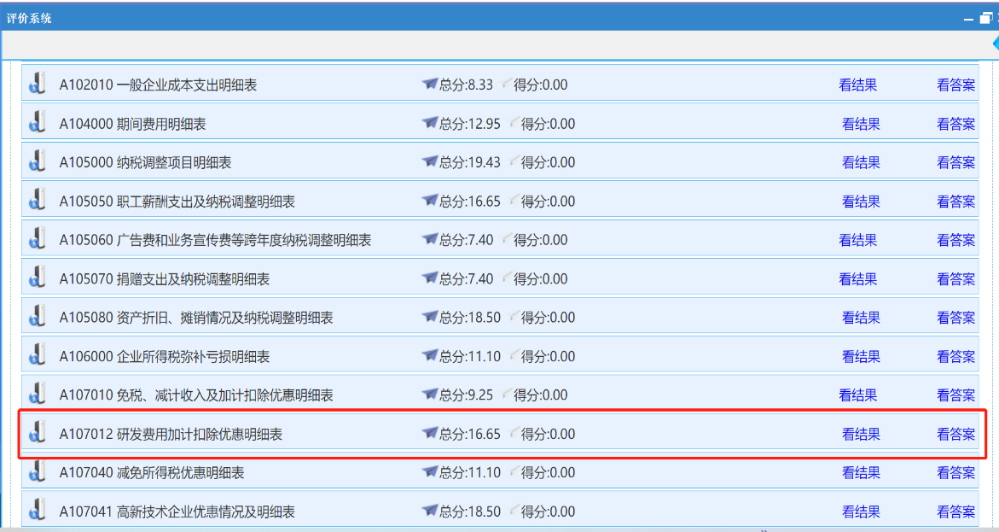 评价系统
A102010 一般企业成本支出明细表 总分:8.33 得分:0.00 看结果 看答案
A104000 期间费用明细表 总分:12.95 得分:0.00 看结果 看答案
A105000 纳税调整项目明细表 总分:19.43 得分:0.00 看结果 看答案
A105050 职工薪酬支出及纳税调整明细表 总分:16.65 得分:0.00 看结果 看答案
A105060 广告费和业务宣传费等跨年度纳税调整明细表 总分:7.40 得分:0.00 看结果 看答案
A105070 捐赠支出及纳税调整明细表 总分:7.40 得分:0.00 看结果 看答案
A105080 资产折旧、摊销情况及纳税调整明细表 总分:18.50 得分:0.00 看结果 看答案
A106000 企业所得税弥补亏损明细表 总分:11.10 得分:0.00 看结果 看答案
A107010 免税、减计收入及加计扣除优惠明细表 总分:9.25 得分:0.00 看结果 看答案
A107012 研发费用加计扣除优惠明细表 总分:16.65 得分:0.00 看结果 看答案
A107040 减免所得税优惠明细表 总分:11.10 得分:0.00 看结果 看答案
A107041 高新技术企业优惠情况及明细表 总分:18.50 得分:0.00 看结果 看答案